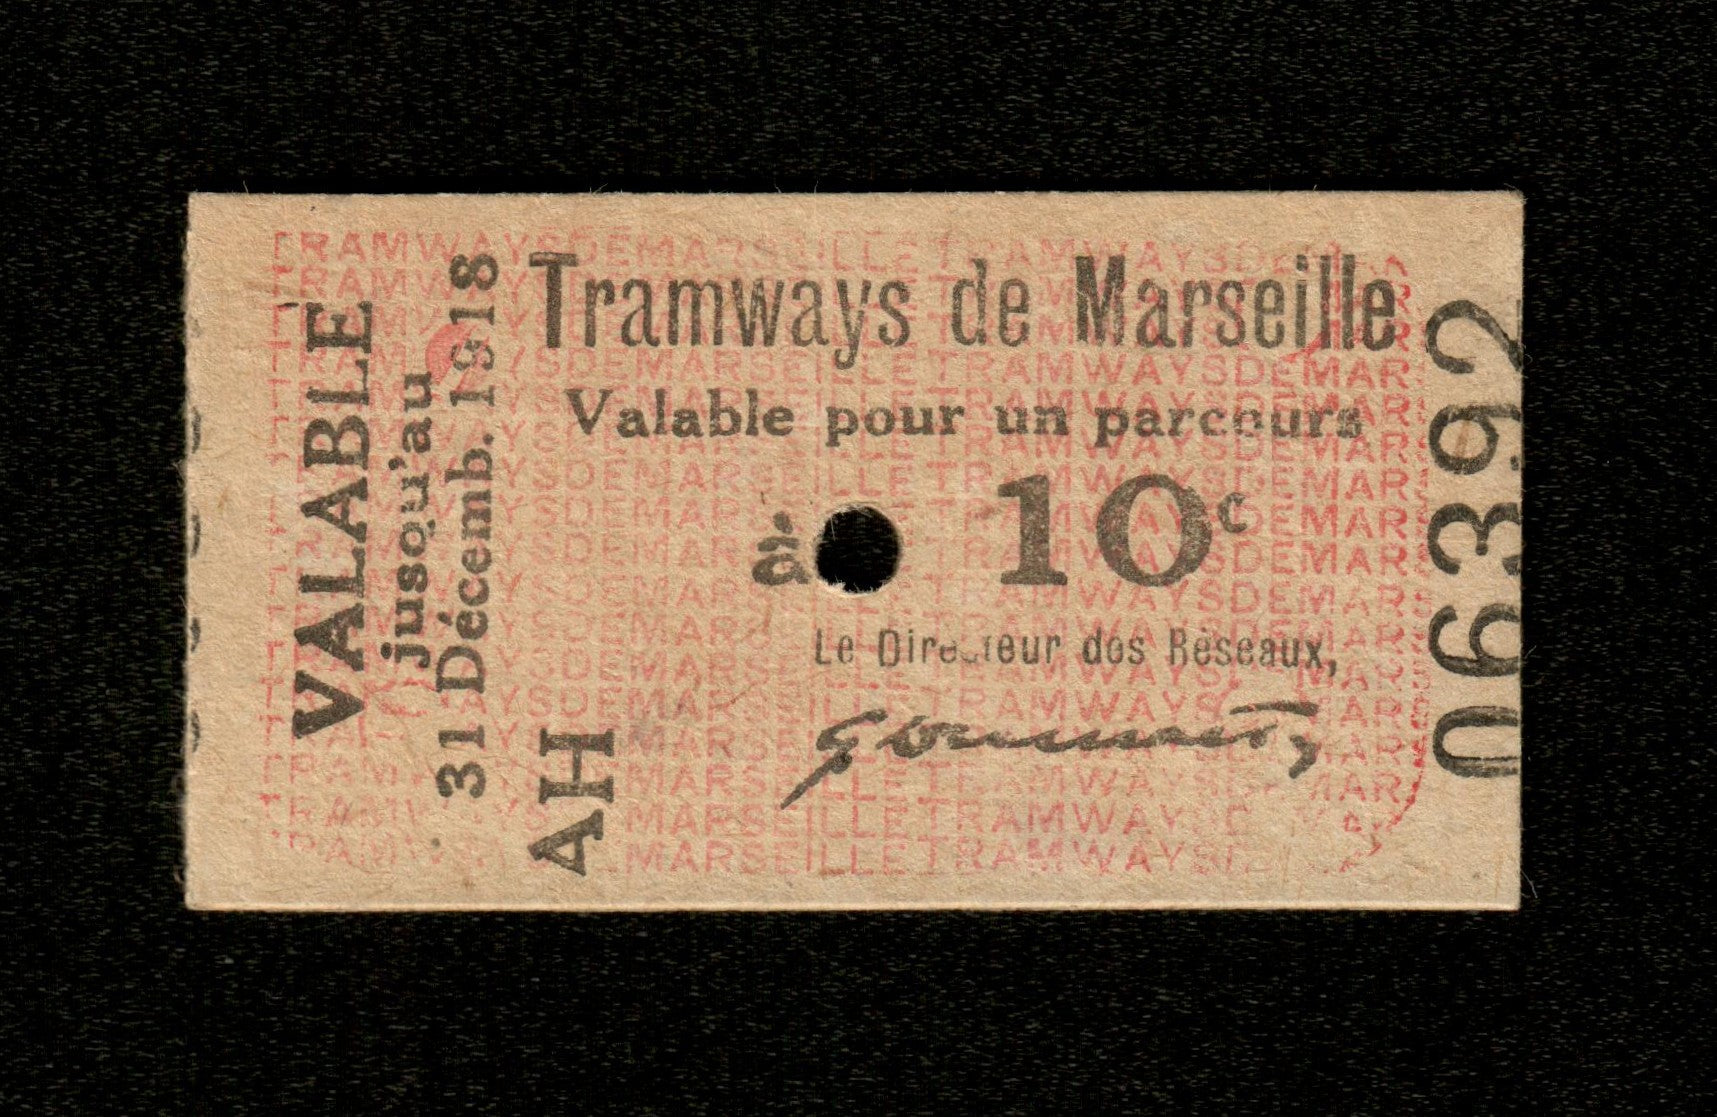 VALABLE
jusqu'au
31 Décemb. 1918
AH
Tramways de Marseille
Valable pour un parcours
à 10c
Le Directeur des Réseaux,
06392